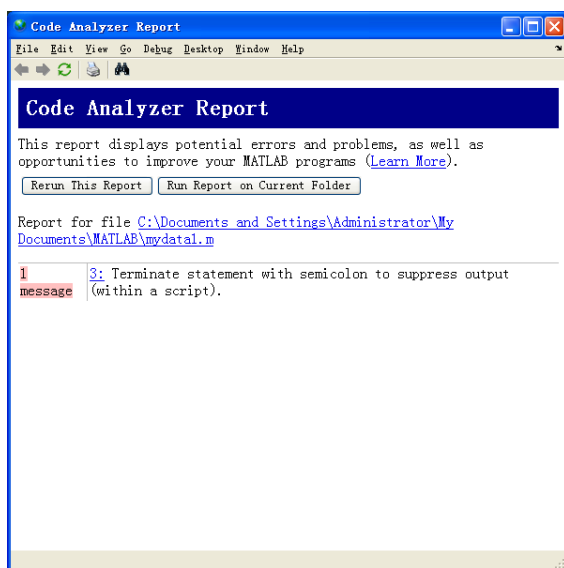 Code Analyzer Report
File Edit View Go Debug Desktop Window Help
Code Analyzer Report
This report displays potential errors and problems, as well as
opportunities to improve your MATLAB programs (Learn More).
Rerun This Report Run Report on Current Folder
Report for file C:\Documents and Settings\Administrator\My
Documents\MATLAB\mydata1.m
1 3: Terminate statement with semicolon to suppress output
message (within a script).